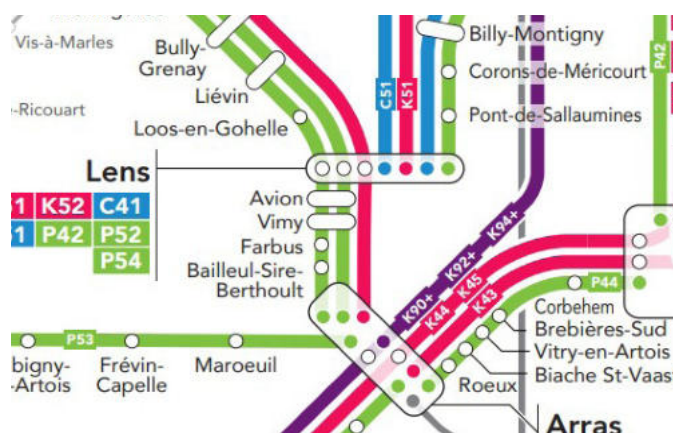 Vis-à-Marles
Bully-
Grenay
Billy-Montigny
P42
Corons-de-Méricourt
Liévin
C51
K51
-Ricouart
Pont-de-Sallaumines
Loos-en-Gohelle
Lens
K52 C41
P42 P52
P54
Avion
Vimy
Farbus
Bailleul-Sire-
Berthoult
K94+
K92+
K90+
K45
K44
K43
P44
Corbehem
Brebières-Sud
Vitry-en-Artois
Biache St-Vaas
Roeux
P53
bigny-
-Artois
Frévin-
Capelle
Maroeuil
Arras